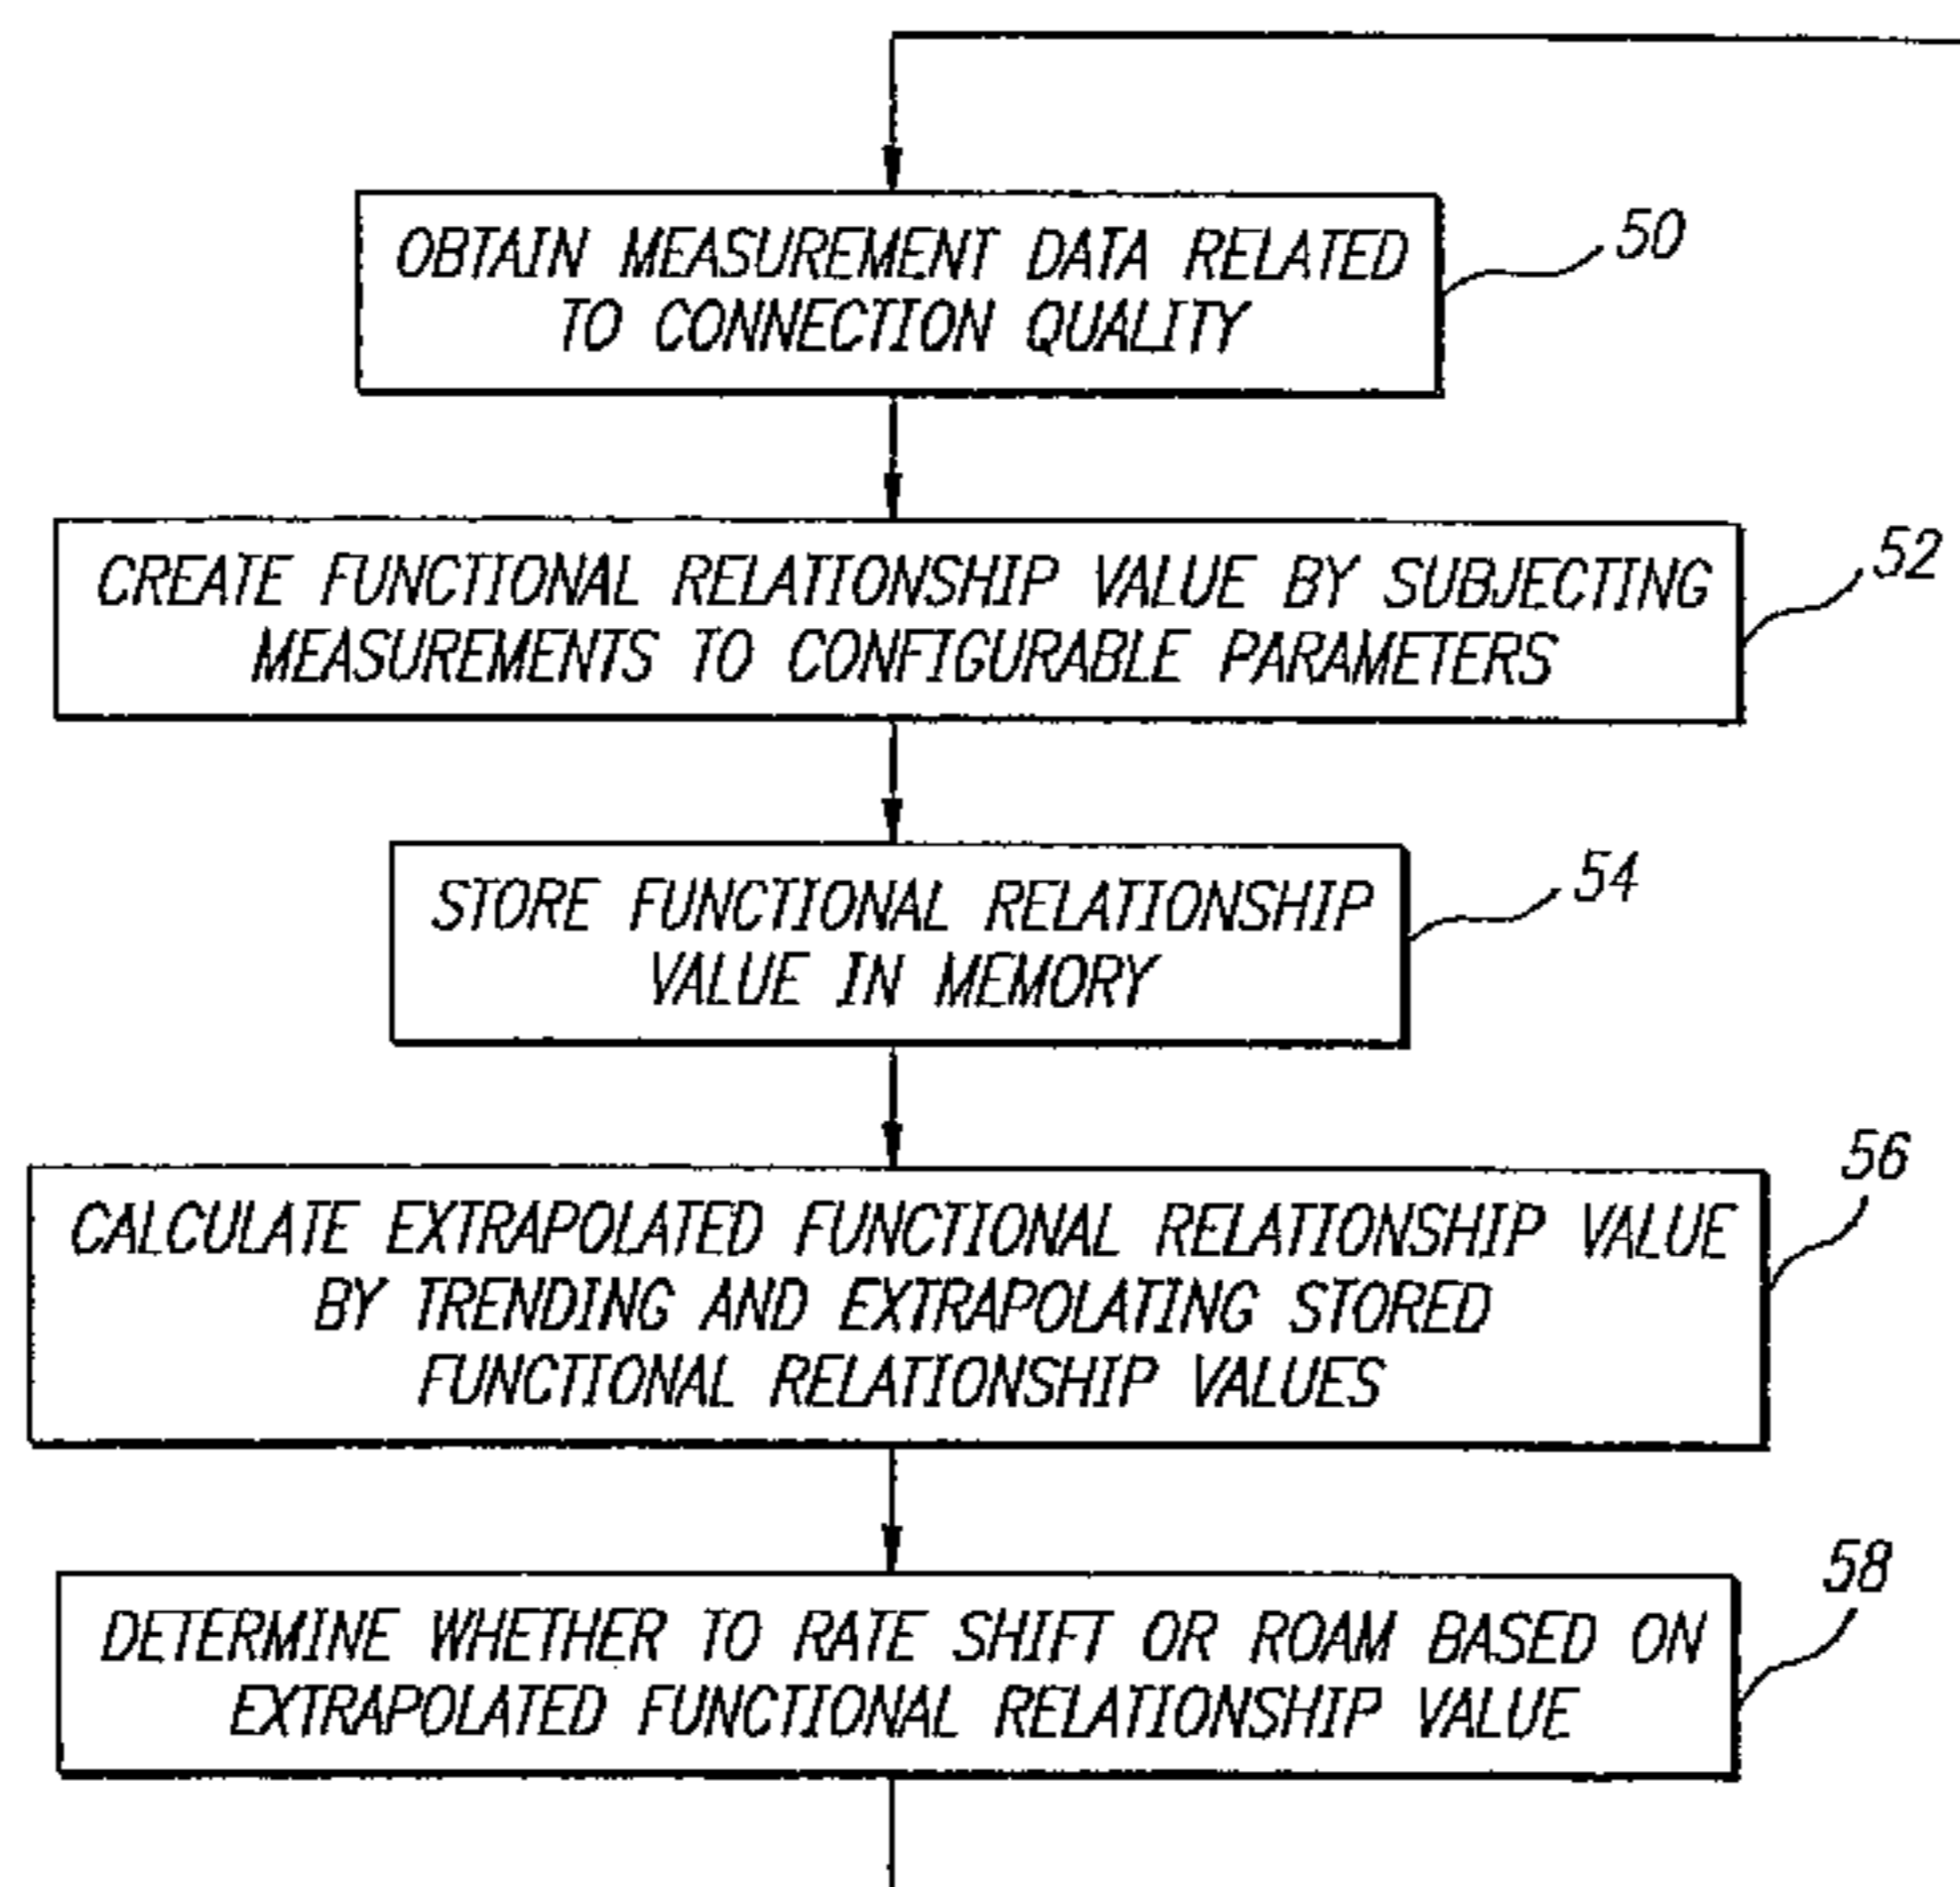 OBTAIN MEASUREMENT DATA RELATED
TO CONNECTION QUALITY
50
CREATE FUNCTIONAL RELATIONSHIP VALUE BY SUBJECTING
MEASUREMENTS TO CONFIGURABLE PARAMETERS
52
STORE FUNCTIONAL RELATIONSHIP
VALUE IN MEMORY
54
CALCULATE EXTRAPOLATED FUNCTIONAL RELATIONSHIP VALUE
BY TRENDING AND EXTRAPOLATING STORED
FUNCTIONAL RELATIONSHIP VALUES
56
DETERMINE WHETHER TO RATE SHIFT OR ROAM BASED ON
EXTRAPOLATED FUNCTIONAL RELATIONSHIP VALUE
58